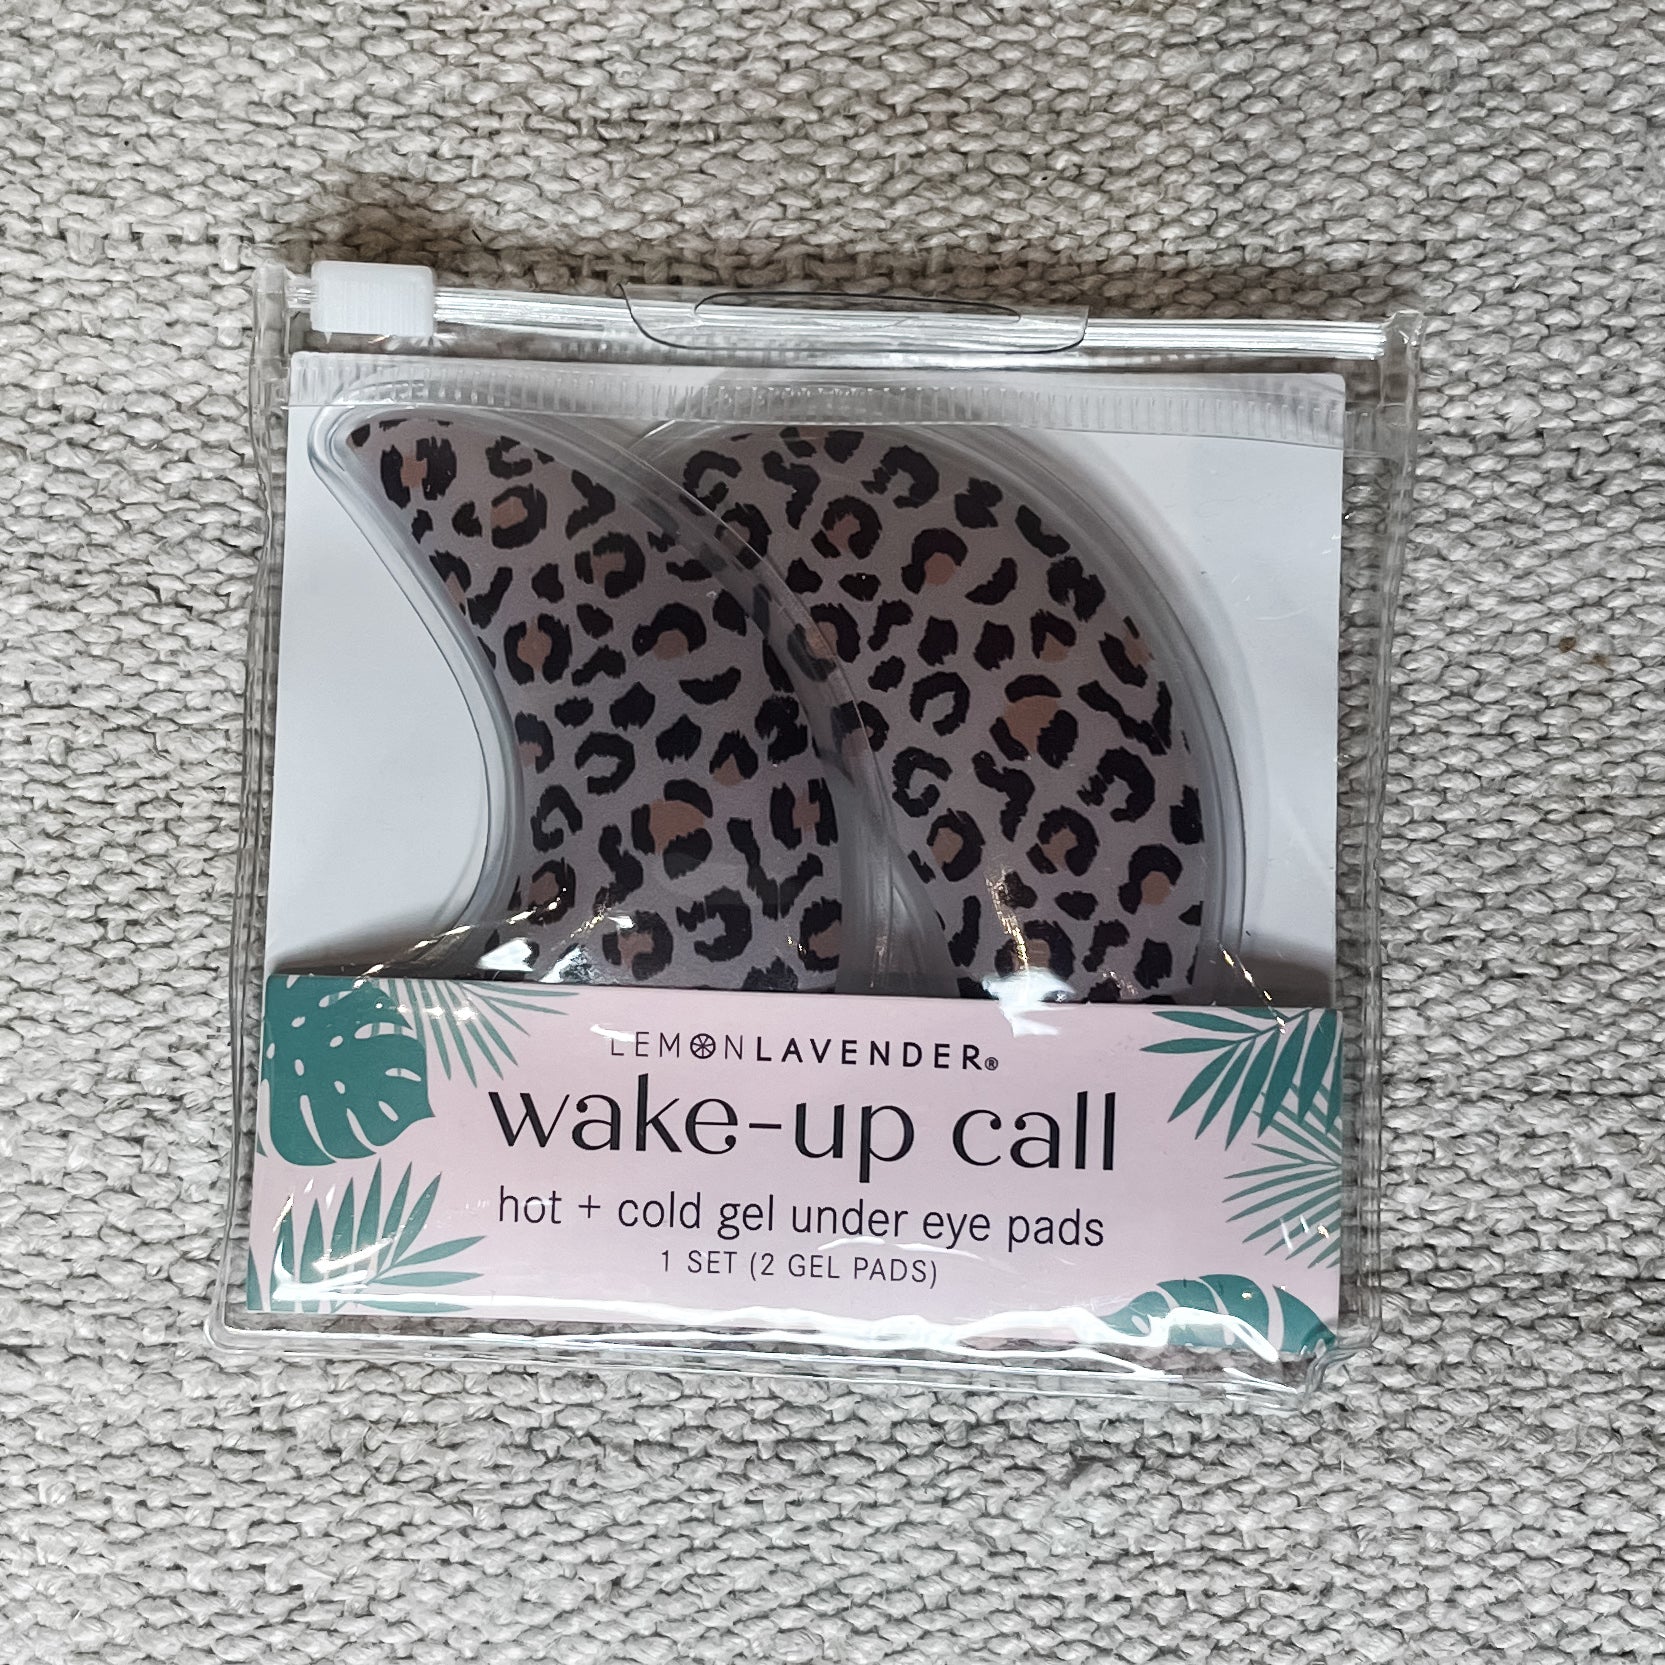 LEMONLAVENDER®
wake-up call
hot + cold gel under eye pads
1 SET (2 GEL PADS)